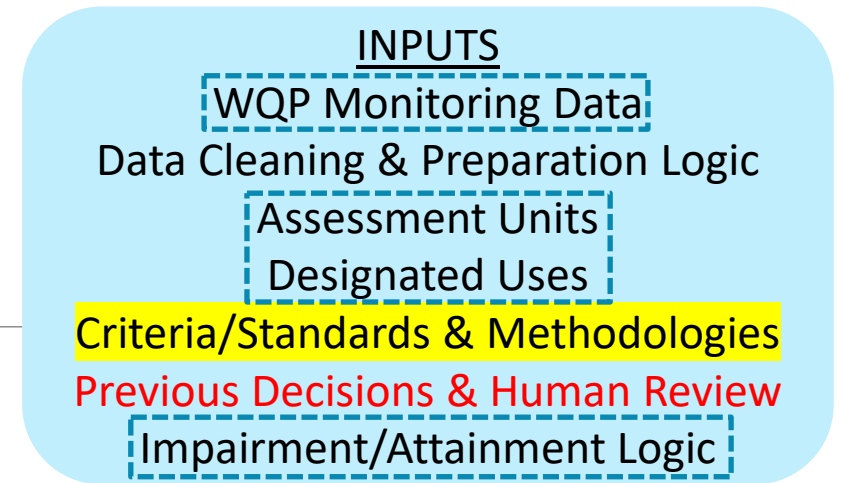 INPUTS
WQP Monitoring Data
Data Cleaning & Preparation Logic
Assessment Units
Designated Uses
Criteria/Standards & Methodologies
Previous Decisions & Human Review
Impairment/Attainment Logic